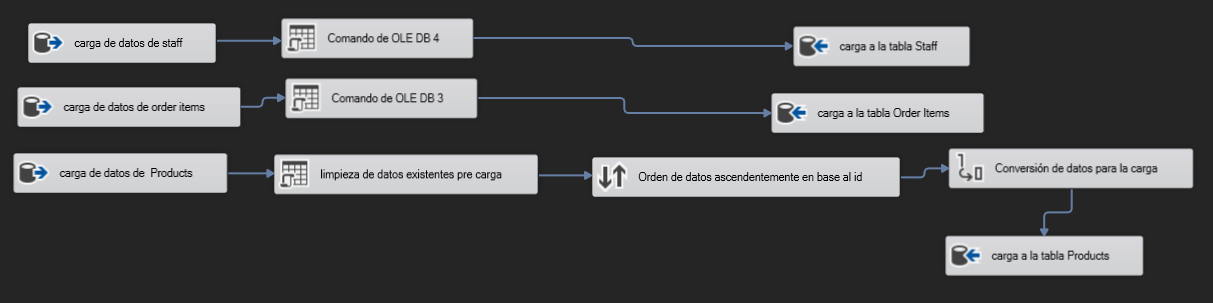 carga de datos de staff
Comando de OLE DB 4
carga a la tabla Staff
carga de datos de order items
Comando de OLE DB 3
carga a la tabla Order Items
carga de datos de Products
limpieza de datos existentes pre carga
Orden de datos ascendentemente en base al id
Conversión de datos para la carga
carga a la tabla Products